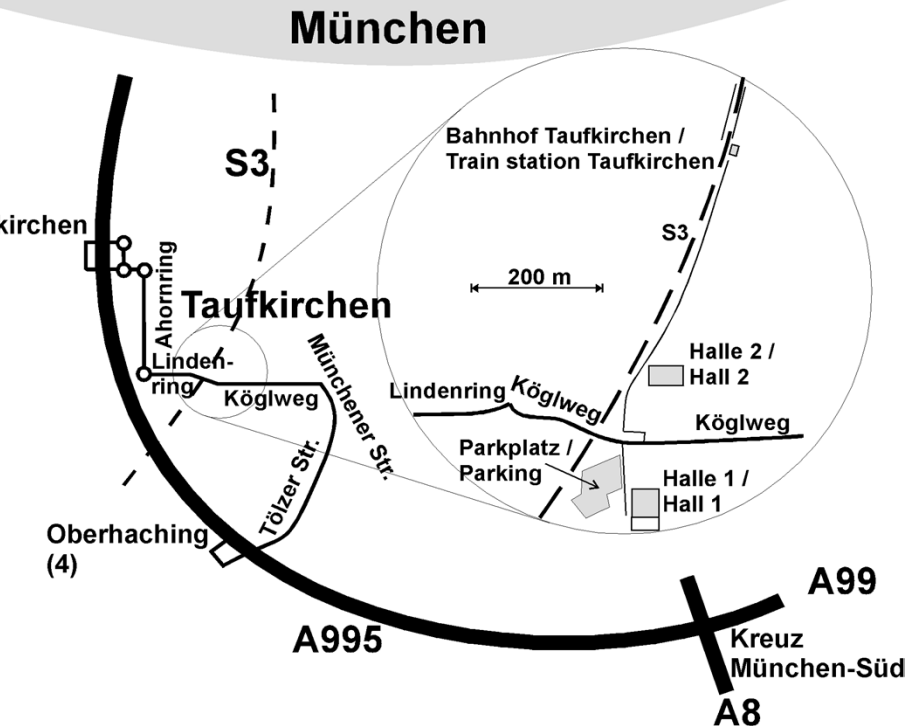 München
S3
Bahnhof Taufkirchen /
Train station Taufkirchen
kirchen
S3
Ahornring
200 m
Taufkirchen
Münchener Str.
Halle 2 /
Hall 2
Linden-
ring
Köglweg
Lindenring
Köglweg
Köglweg
Parkplatz /
Parking
Halle 1 /
Hall 1
Tölzer Str.
Oberhaching
(4)
A99
A995
Kreuz
München-Süd
A8